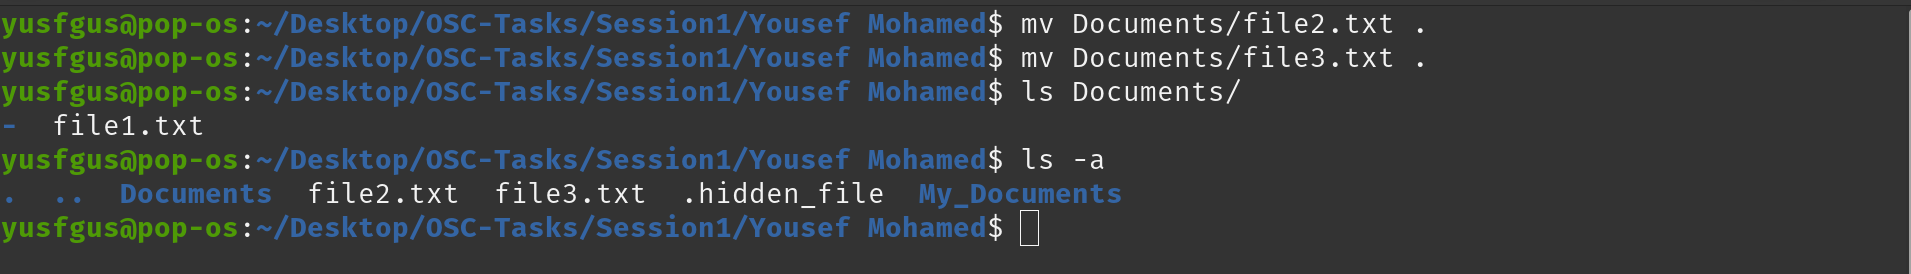 yusfgus@pop-os:~/Desktop/OSC-Tasks/Session1/Yousef Mohamed$ mv Documents/file2.txt .
yusfgus@pop-os:~/Desktop/OSC-Tasks/Session1/Yousef Mohamed$ mv Documents/file3.txt .
yusfgus@pop-os:~/Desktop/OSC-Tasks/Session1/Yousef Mohamed$ ls Documents/
-  file1.txt
yusfgus@pop-os:~/Desktop/OSC-Tasks/Session1/Yousef Mohamed$ ls -a
.  ..  Documents  file2.txt  file3.txt  .hidden_file  My_Documents
yusfgus@pop-os:~/Desktop/OSC-Tasks/Session1/Yousef Mohamed$